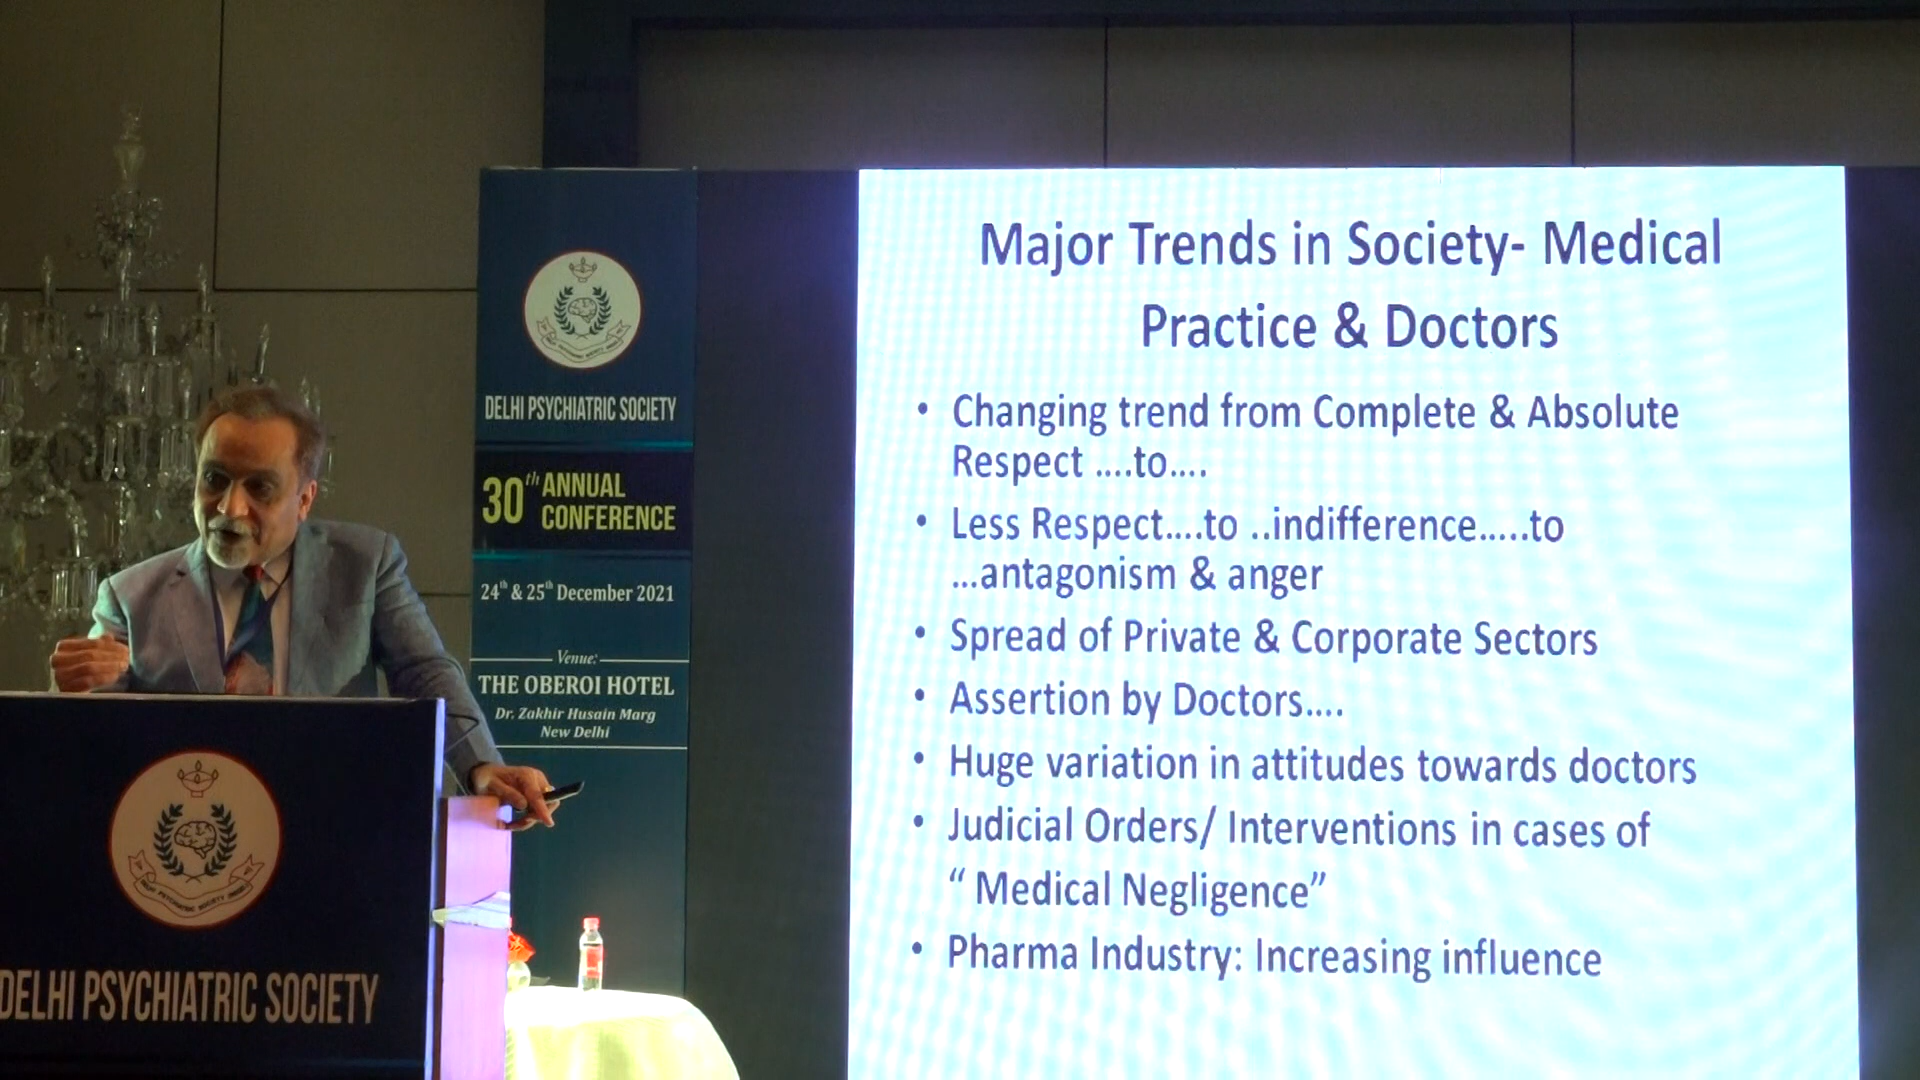 DELHI PSYCHIATRIC SOCIETY
30th ANNUAL
CONFERENCE
24th & 25th December 2021
Venue:
THE OBEROI HOTEL
Dr. Zakhir Husain Marg
New Delhi
DELHI PSYCHIATRIC SOCIETY
Major Trends in Society- Medical
Practice & Doctors
• Changing trend from Complete & Absolute
Respect ....to....
• Less Respect....to ..indifference.....to
...antagonism & anger
• Spread of Private & Corporate Sectors
• Assertion by Doctors....
• Huge variation in attitudes towards doctors
• Judicial Orders/ Interventions in cases of
“ Medical Negligence”
• Pharma Industry: Increasing influence